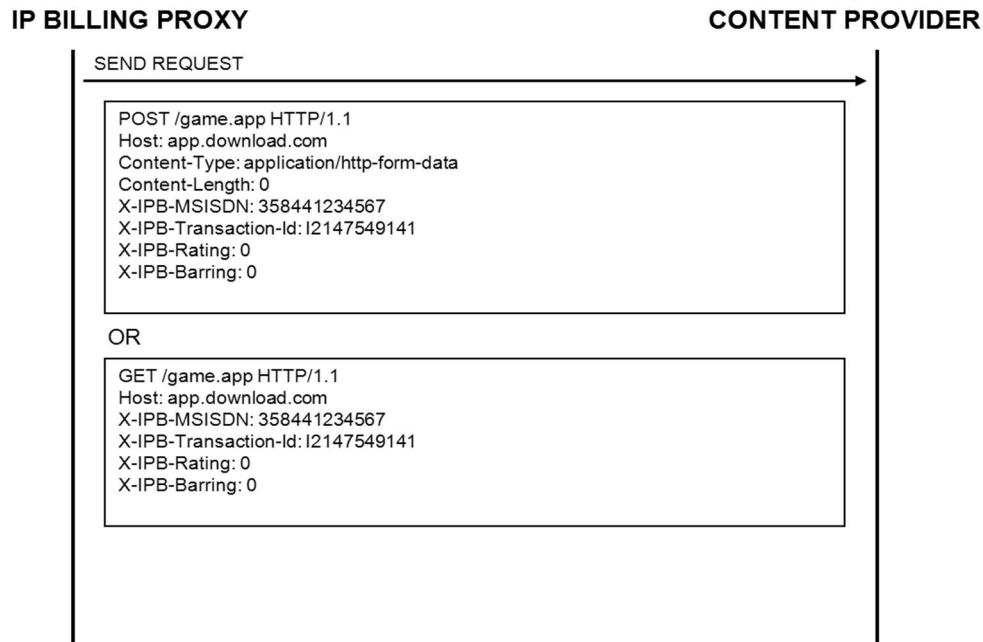 IP BILLING PROXY
CONTENT PROVIDER
SEND REQUEST
POST /game.app HTTP/1.1
Host: app.download.com
Content-Type: application/http-form-data
Content-Length: 0
X-IPB-MSISDN: 358441234567
X-IPB-Transaction-Id: I2147549141
X-IPB-Rating: 0
X-IPB-Barring: 0
OR
GET /game.app HTTP/1.1
Host: app.download.com
X-IPB-MSISDN: 358441234567
X-IPB-Transaction-Id: I2147549141
X-IPB-Rating: 0
X-IPB-Barring: 0